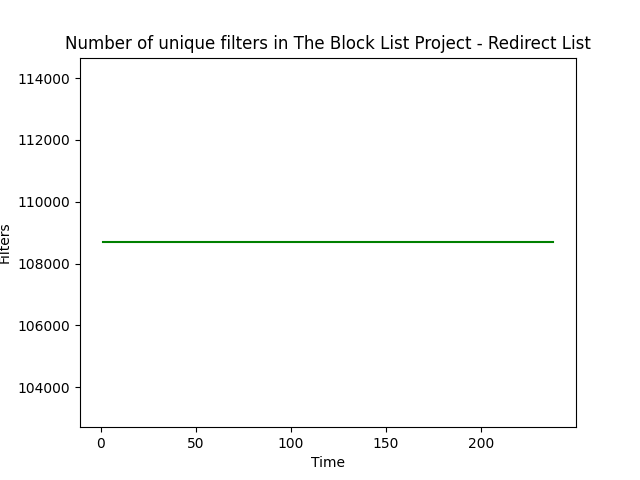 Number of unique filters in The Block List Project - Redirect List
114000
112000
110000
108000
106000
104000
Filters
0 50 100 150 200
Time